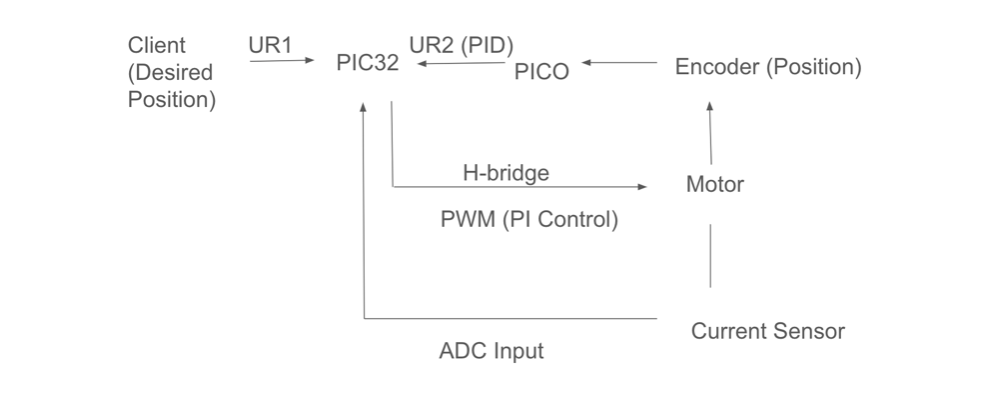 Client
(Desired
Position)
UR1
PIC32
UR2 (PID)
PICO
Encoder (Position)
H-bridge
Motor
PWM (PI Control)
Current Sensor
ADC Input